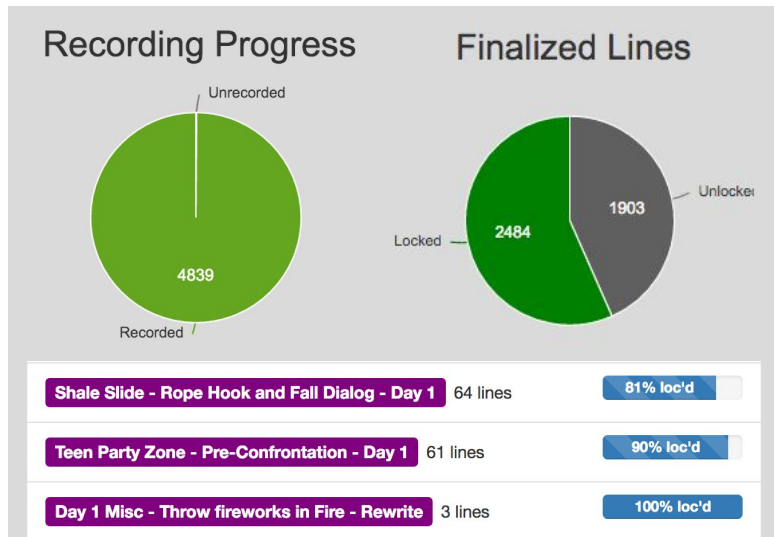 Recording Progress
Finalized Lines
Unrecorded
4839
Recorded
Unlocke
1903
2484
Locked
Shale Slide - Rope Hook and Fall Dialog - Day 1 64 lines 81% loc'd
Teen Party Zone - Pre-Confrontation - Day 1 61 lines 90% loc'd
Day 1 Misc - Throw fireworks in Fire - Rewrite 3 lines 100% loc'd